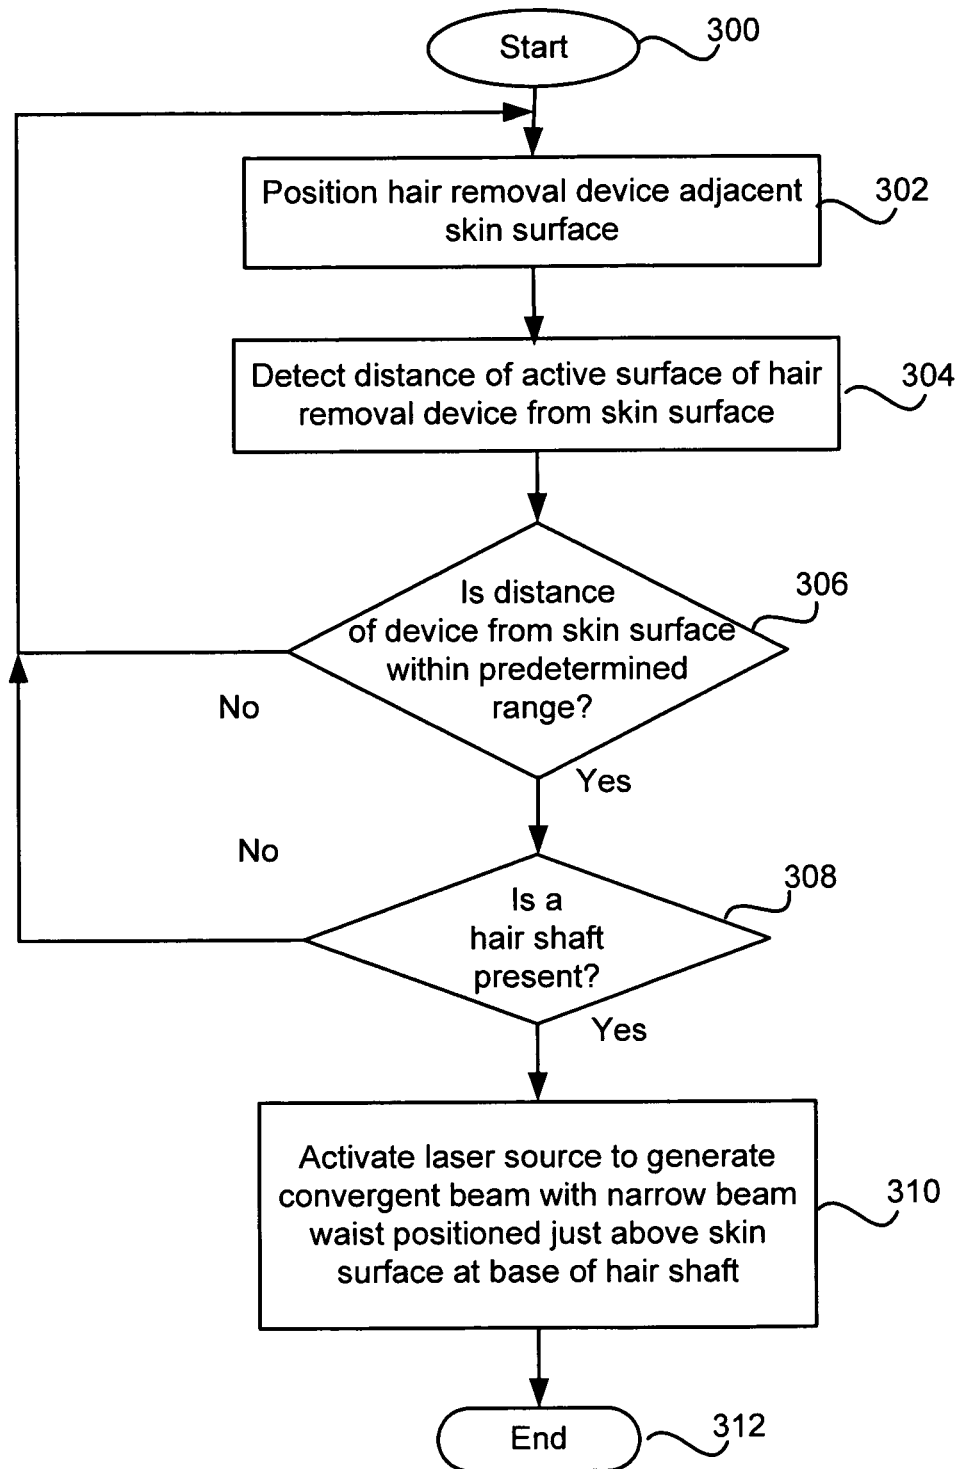 Start
300
Position hair removal device adjacent
skin surface
302
Detect distance of active surface of hair
removal device from skin surface
304
Is distance
of device from skin surface
within predetermined
range?
306
No
Yes
No
Is a
hair shaft
present?
308
Yes
Activate laser source to generate
convergent beam with narrow beam
waist positioned just above skin
surface at base of hair shaft
310
End
312